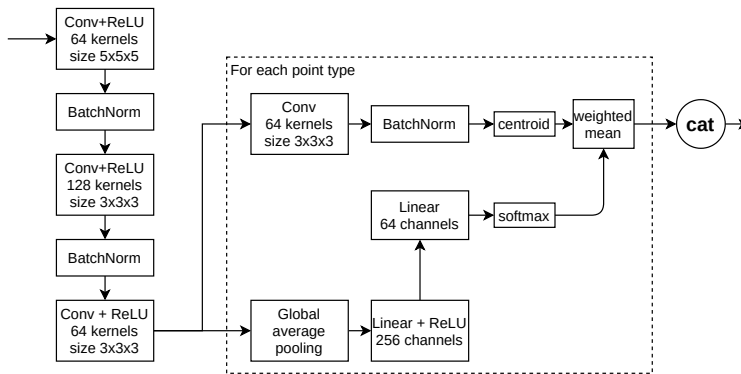 Conv+ReLU
64 kernels
size 5x5x5
BatchNorm
Conv+ReLU
128 kernels
size 3x3x3
BatchNorm
Conv + ReLU
64 kernels
size 3x3x3
For each point type
Conv
64 kernels
size 3x3x3
BatchNorm
centroid
weighted
mean
cat
Linear
64 channels
softmax
Global
average
pooling
Linear + ReLU
256 channels